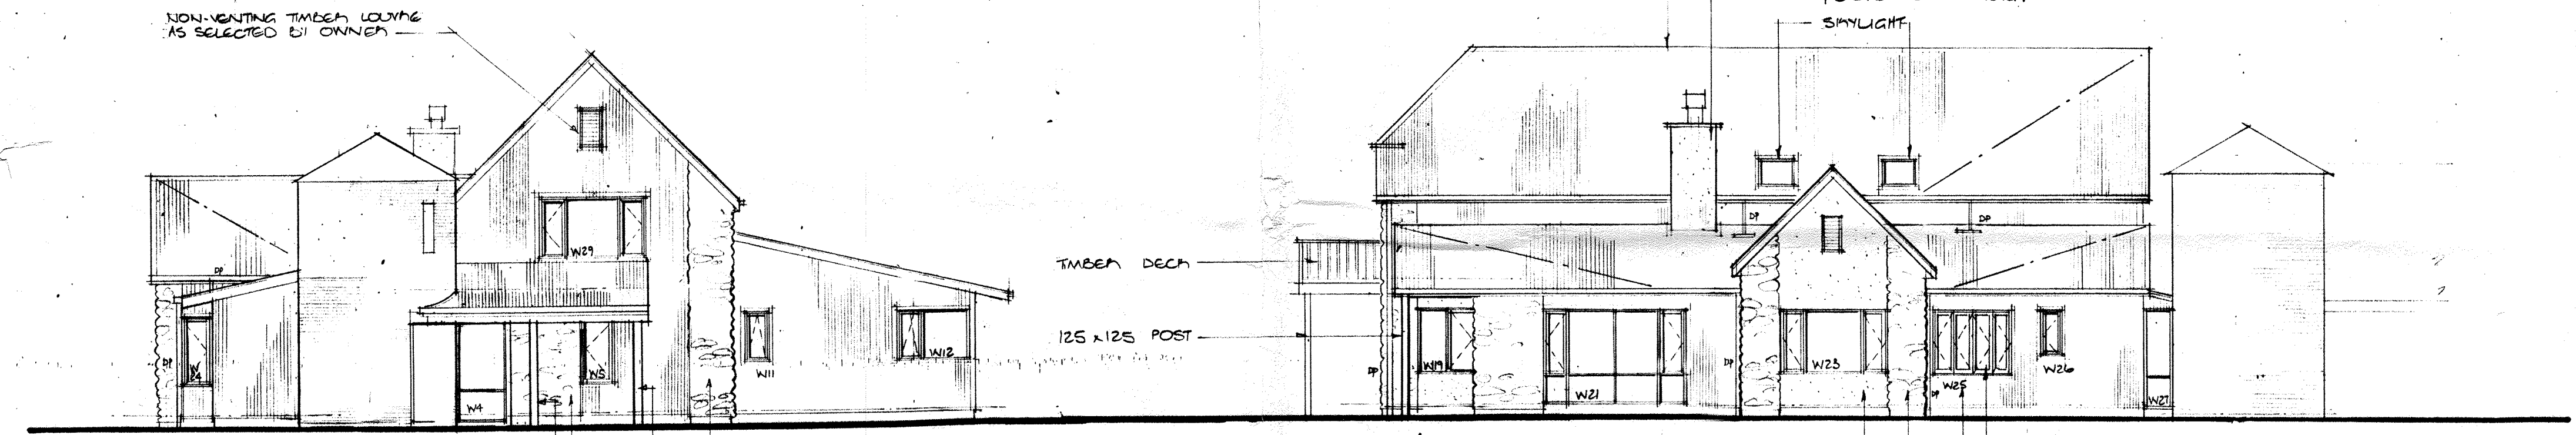 NON-VENTING TIMBER LOUVRE
AS SELECTED BY OWNER
W29
DP
DP
W
24
W4
W5
W11
W12
SKYLIGHT
TIMBER DECK
125 x 125 POST
DP
DP
DP
W19
W21
DP
W23
DP
W25
W26
W27